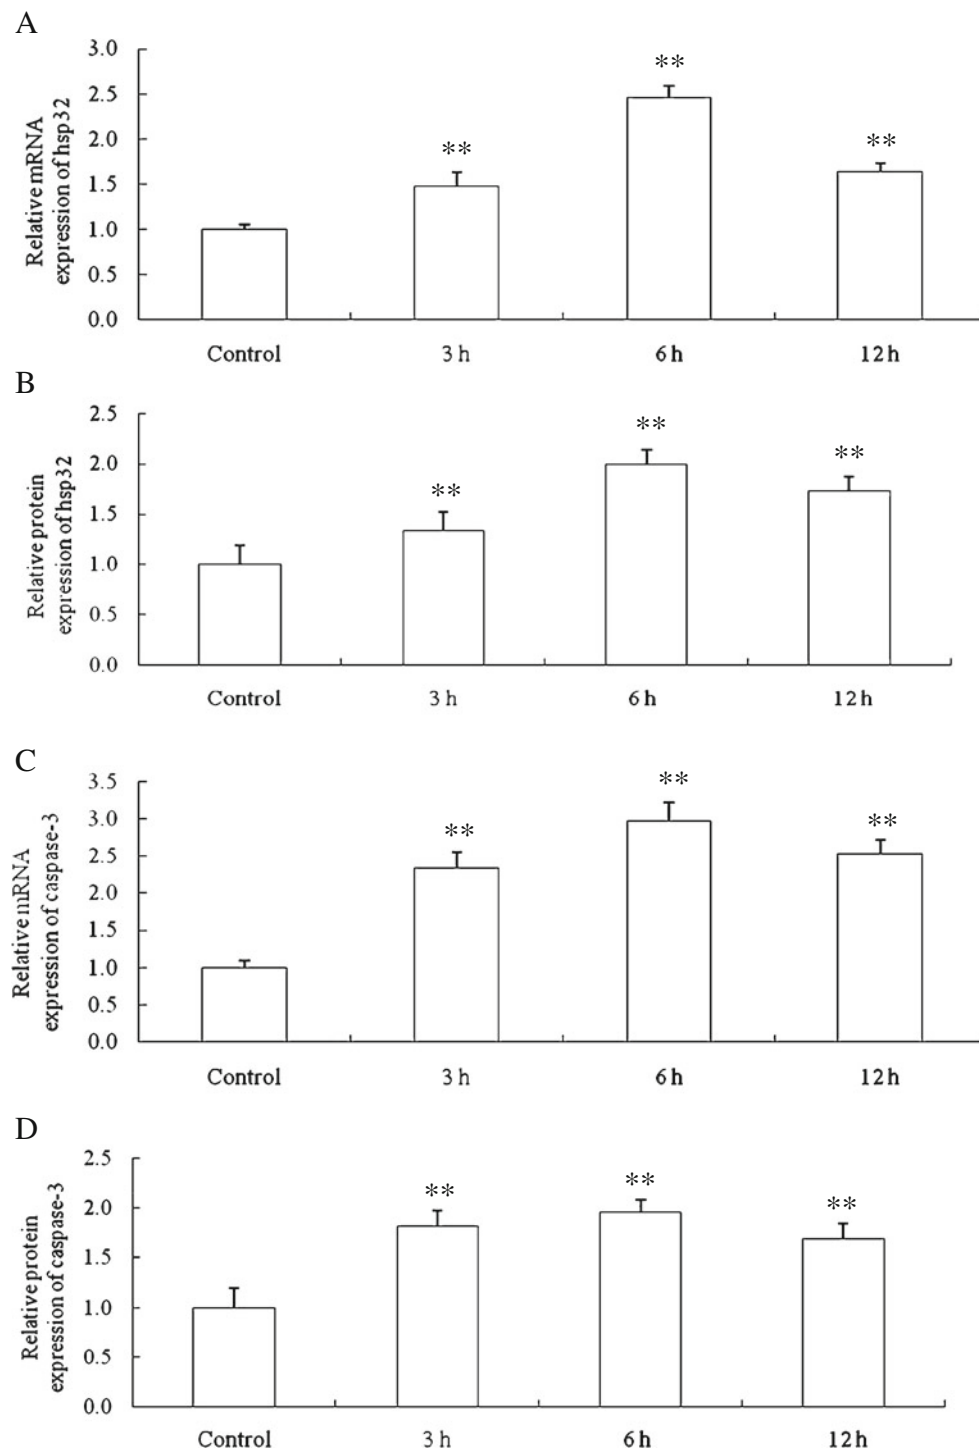 A
Relative mRNA
expression of hsp32
3.0
2.5
2.0
1.5
1.0
0.5
0.0
**
**
**
Control
3 h
6 h
12 h
B
Relative protein
expression of hsp32
2.5
2.0
1.5
1.0
0.5
0.0
**
**
**
Control
3 h
6 h
12 h
C
Relative mRNA
expression of caspase-3
3.5
3.0
2.5
2.0
1.5
1.0
0.5
0.0
**
**
**
Control
3 h
6 h
12 h
D
Relative protein
expression of caspase-3
2.5
2.0
1.5
1.0
0.5
0.0
**
**
**
Control
3 h
6 h
12 h